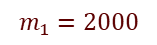 m₁ = 2000